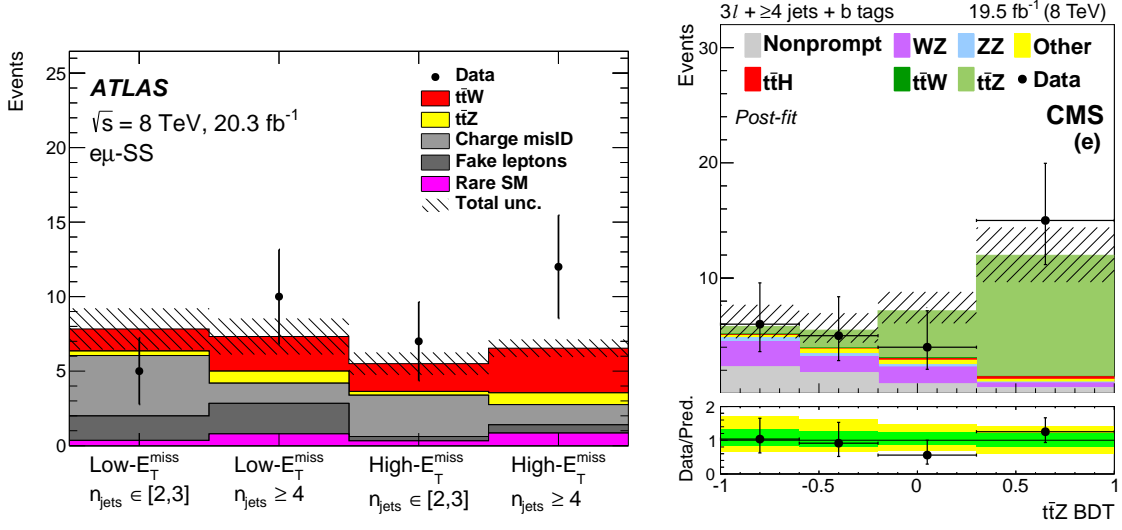 Events
25
20
15
10
5
0
ATLAS
√s = 8 TeV, 20.3 fb⁻¹
eμ-SS
Data
tt̄W
tt̄Z
Charge misID
Fake leptons
Rare SM
Total unc.
Low-E_T^miss
n_jets ∈ [2,3]
Low-E_T^miss
n_jets ≥ 4
High-E_T^miss
n_jets ∈ [2,3]
High-E_T^miss
n_jets ≥ 4
3l + ≥4 jets + b tags 19.5 fb⁻¹ (8 TeV)
Events
30
20
10
0
Nonprompt WZ ZZ Other
tt̄H tt̄W tt̄Z Data
Post-fit
CMS
(e)
Data/Pred.
2
1
0
-1 -0.5 0 0.5 1
tt̄Z BDT